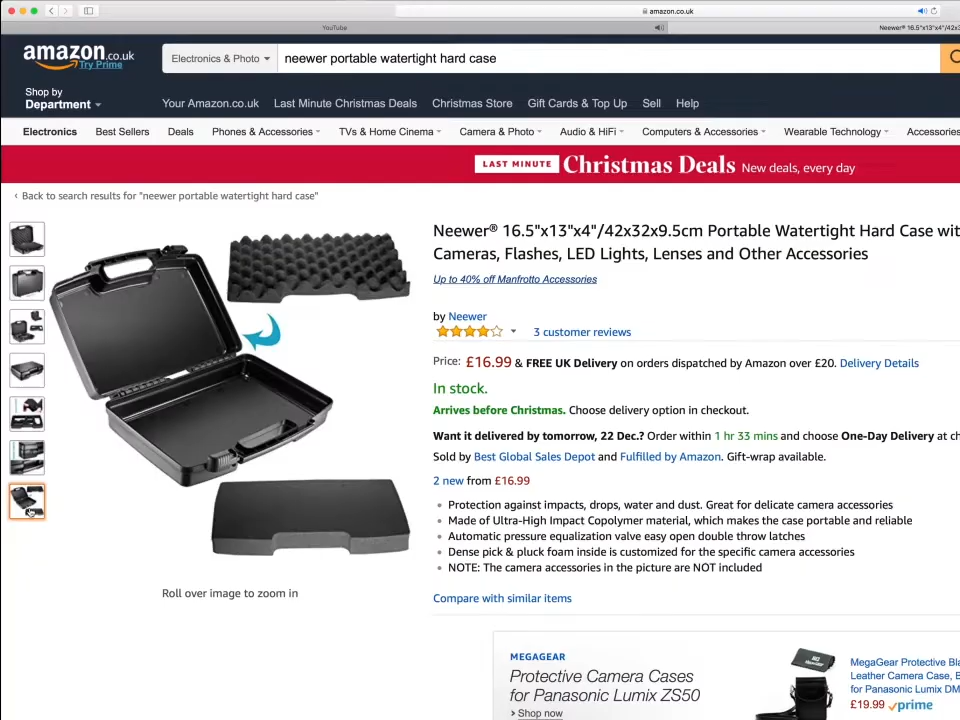 amazon.co.uk
YouTube
Neewer® 16.5"x13"x4"/42x3
amazon.co.uk
Try Prime
Electronics & Photo
neewer portable watertight hard case
Shop by
Department
Your Amazon.co.uk Last Minute Christmas Deals Christmas Store Gift Cards & Top Up Sell Help
Electronics Best Sellers Deals Phones & Accessories TVs & Home Cinema Camera & Photo Audio & HiFi Computers & Accessories Wearable Technology Accessories
LAST MINUTE Christmas Deals New deals, every day
‹ Back to search results for "neewer portable watertight hard case"
Neewer® 16.5"x13"x4"/42x32x9.5cm Portable Watertight Hard Case wit
Cameras, Flashes, LED Lights, Lenses and Other Accessories
Up to 40% off Manfrotto Accessories
by Neewer
3 customer reviews
Price: £16.99 & FREE UK Delivery on orders dispatched by Amazon over £20. Delivery Details
In stock.
Arrives before Christmas. Choose delivery option in checkout.
Want it delivered by tomorrow, 22 Dec.? Order within 1 hr 33 mins and choose One-Day Delivery at ch
Sold by Best Global Sales Depot and Fulfilled by Amazon. Gift-wrap available.
2 new from £16.99
• Protection against impacts, drops, water and dust. Great for delicate camera accessories
• Made of Ultra-High Impact Copolymer material, which makes the case portable and reliable
• Automatic pressure equalization valve easy open double throw latches
• Dense pick & pluck foam inside is customized for the specific camera accessories
• NOTE: The camera accessories in the picture are NOT included
Roll over image to zoom in
Compare with similar items
MEGAGEAR
Protective Camera Cases
for Panasonic Lumix ZS50
› Shop now
MegaGear
MegaGear Protective Bla
Leather Camera Case, B
for Panasonic Lumix DM
£19.99 prime